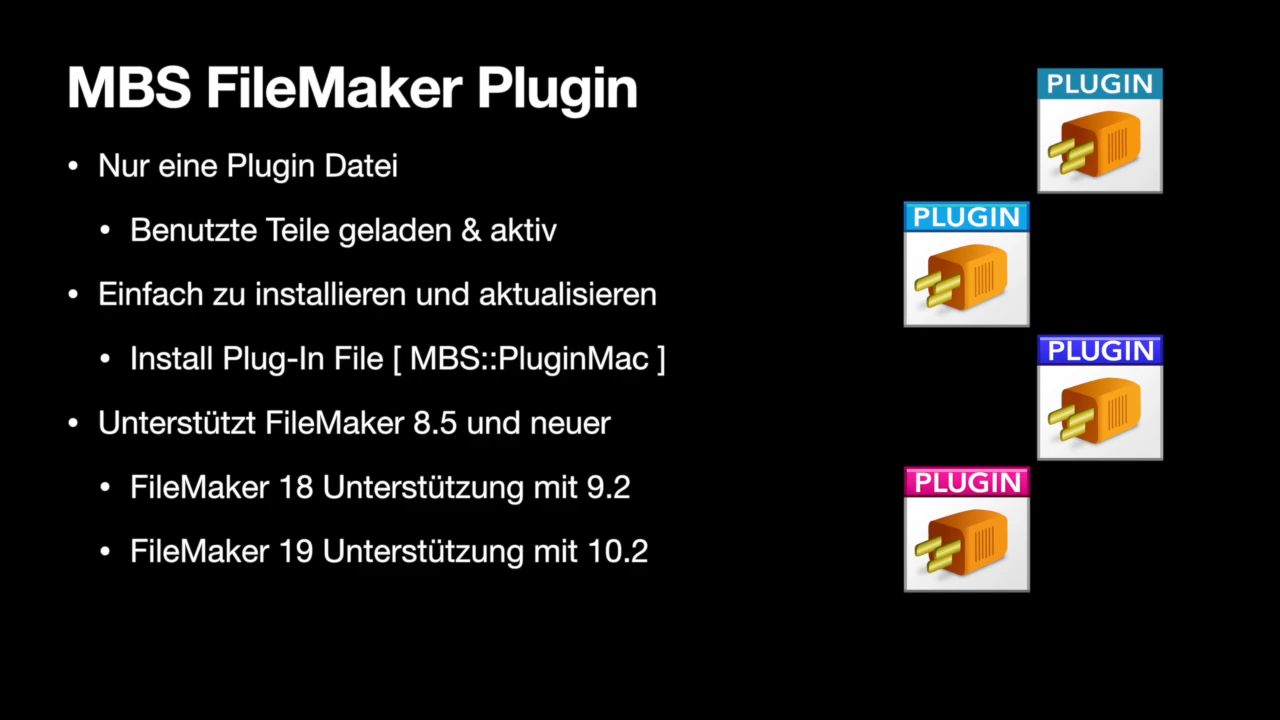 MBS FileMaker Plugin
• Nur eine Plugin Datei
• Benutzte Teile geladen & aktiv
• Einfach zu installieren und aktualisieren
• Install Plug-In File [ MBS::PluginMac ]
• Unterstützt FileMaker 8.5 und neuer
• FileMaker 18 Unterstützung mit 9.2
• FileMaker 19 Unterstützung mit 10.2
PLUGIN
PLUGIN
PLUGIN
PLUGIN